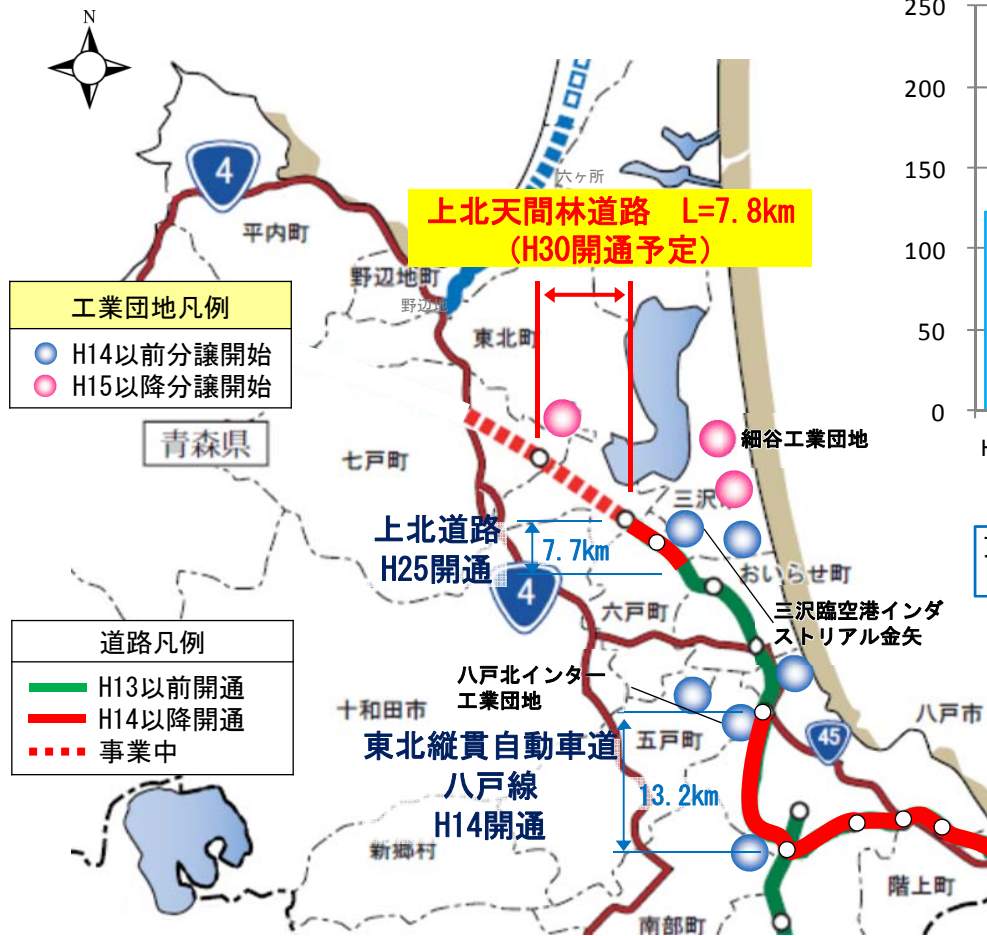 N
250
200
150
100
50
0
H
4
六ヶ所
上北天間林道路 L=7.8km
(H30開通予定)
平内町
野辺地町
野辺地
東北町
工業団地凡例
H14以前分譲開始
H15以降分譲開始
青森県
七戸町
細谷工業団地
三沢市
上北道路
H25開通
7.7km
4
おいらせ町
六戸町
三沢臨空港インダ
ストリアル金矢
道路凡例
H13以前開通
H14以降開通
事業中
八戸北インター
工業団地
十和田市
八戸市
45
五戸町
東北縦貫自動車道
八戸線
H14開通
13.2km
新郷村
階上町
南部町